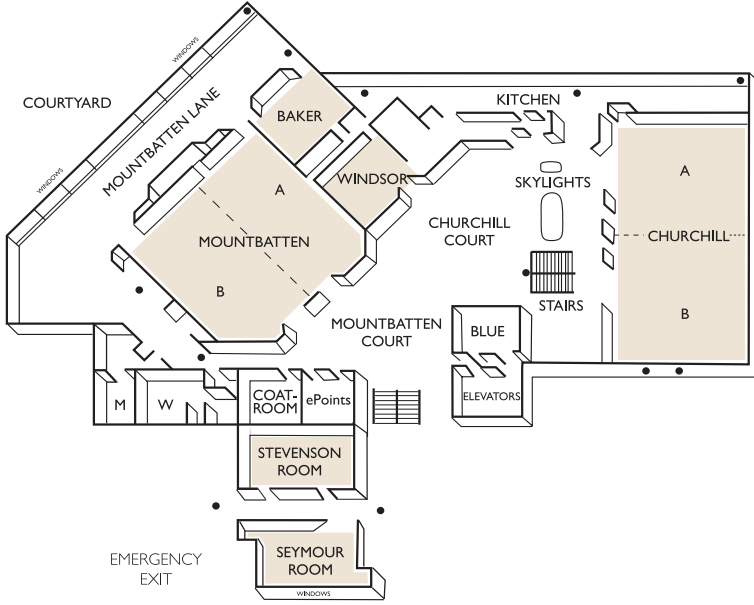 WINDOWS
COURTYARD
MOUNTBATTEN LANE
WINDOWS
BAKER
KITCHEN
A
WINDSOR
SKYLIGHTS
A
MOUNTBATTEN
CHURCHILL
COURT
CHURCHILL
B
STAIRS
B
MOUNTBATTEN
COURT
BLUE
M
W
COAT-
ROOM
ePoints
ELEVATORS
STEVENSON
ROOM
EMERGENCY
EXIT
SEYMOUR
ROOM
WINDOWS